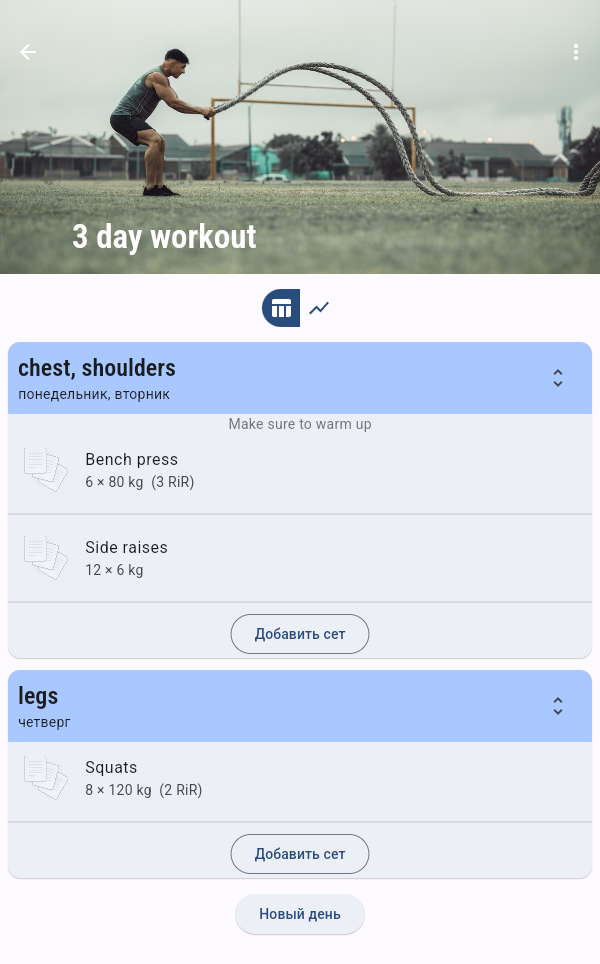 3 day workout
chest, shoulders
понедельник, вторник
Make sure to warm up
Bench press
6 × 80 kg (3 RiR)
Side raises
12 × 6 kg
Добавить сет
legs
четверг
Squats
8 × 120 kg (2 RiR)
Добавить сет
Новый день